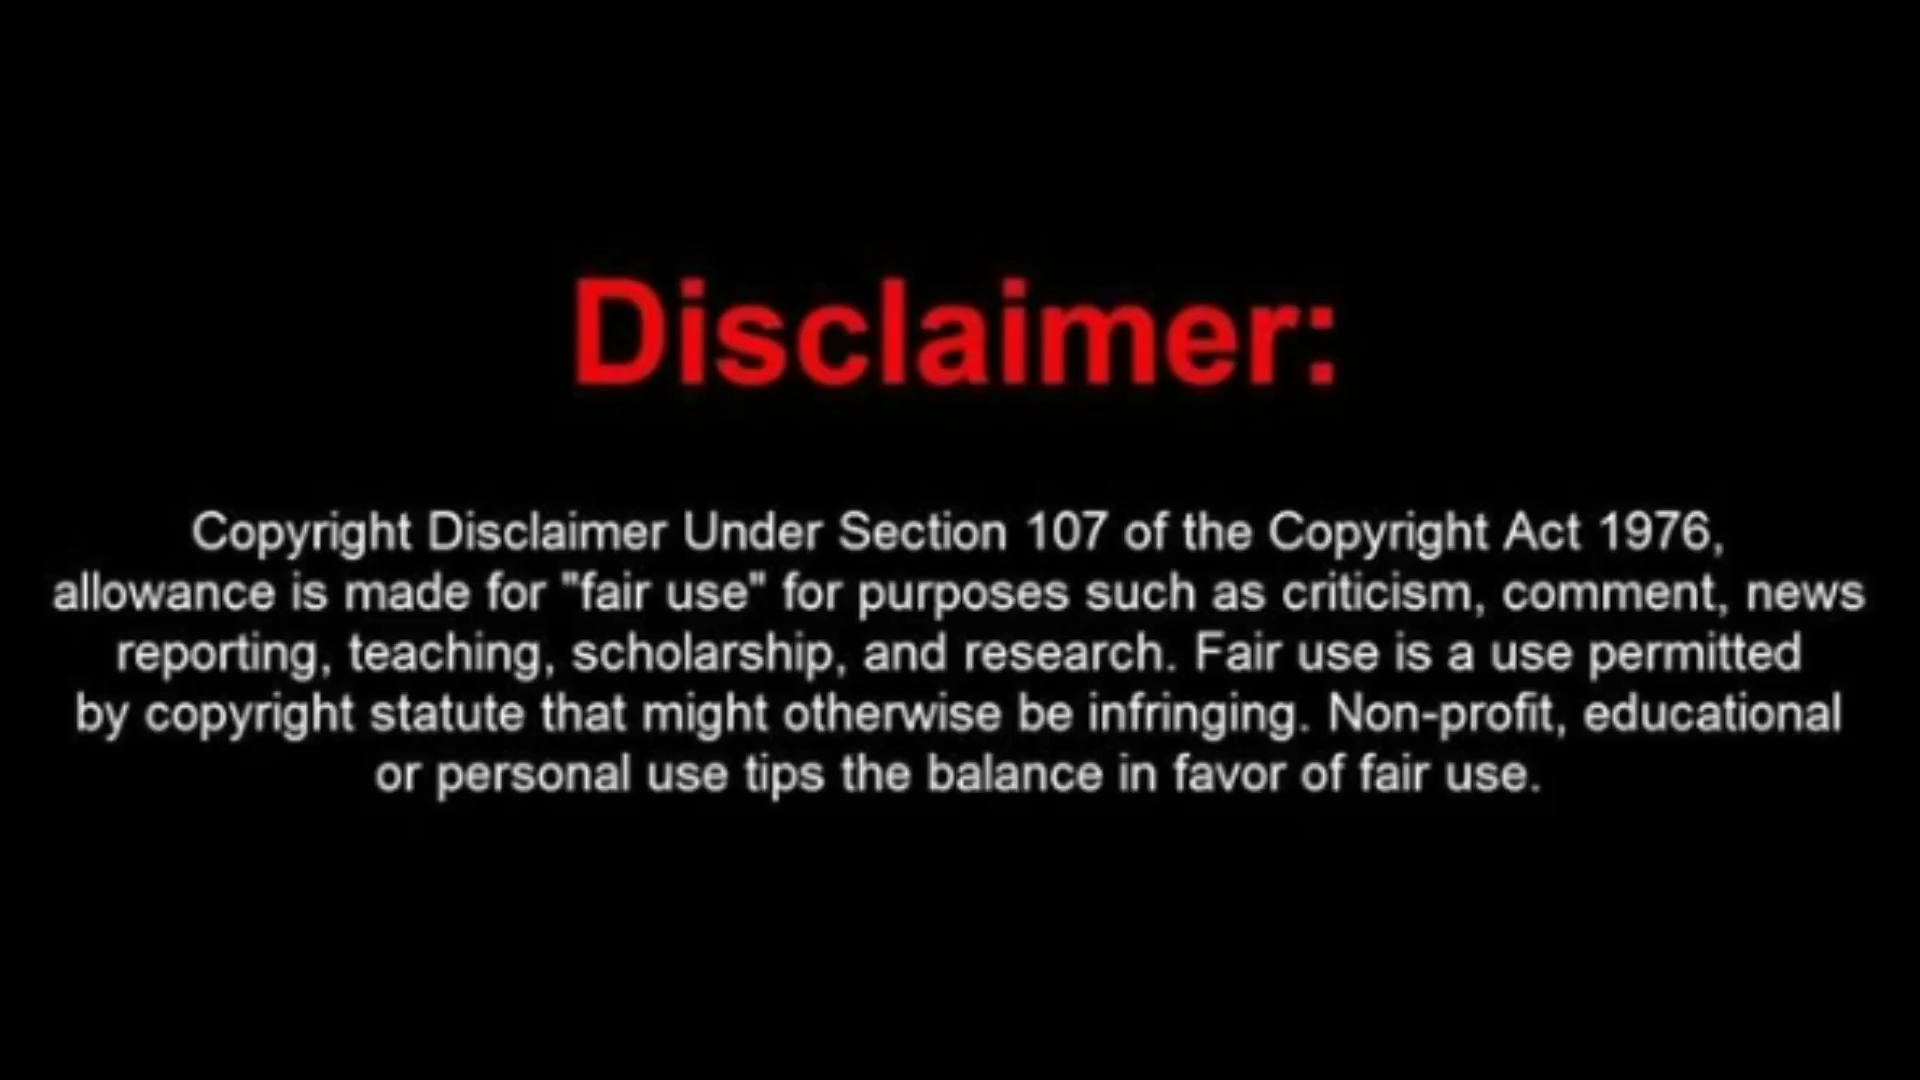 Disclaimer:
Copyright Disclaimer Under Section 107 of the Copyright Act 1976,
allowance is made for "fair use" for purposes such as criticism, comment, news
reporting, teaching, scholarship, and research. Fair use is a use permitted
by copyright statute that might otherwise be infringing. Non-profit, educational
or personal use tips the balance in favor of fair use.